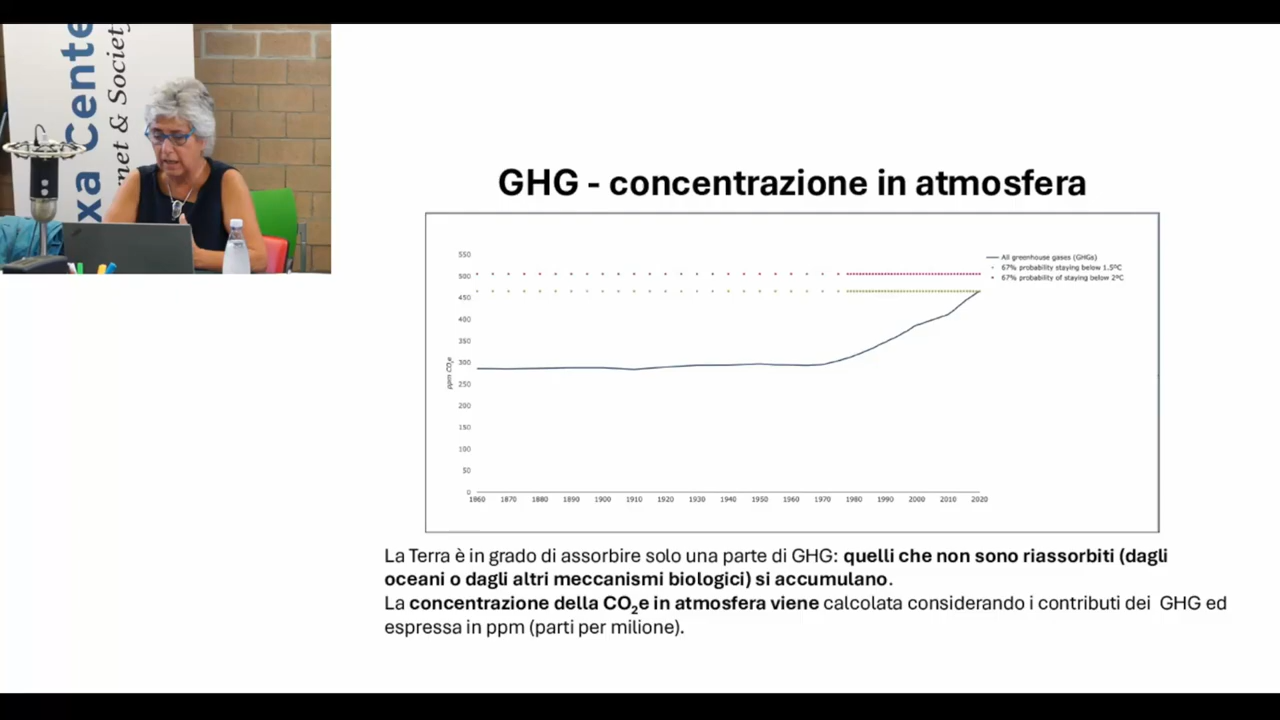 xa Cente
net & Society
GHG - concentrazione in atmosfera
550
500
450
400
350
300
250
200
150
100
50
0
ppm CO₂e
1860 1870 1880 1890 1900 1910 1920 1930 1940 1950 1960 1970 1980 1990 2000 2010 2020
All greenhouse gases (GHGs)
67% probability staying below 1.5ºC
67% probability of staying below 2ºC
La Terra è in grado di assorbire solo una parte di GHG: quelli che non sono riassorbiti (dagli
oceani o dagli altri meccanismi biologici) si accumulano.
La concentrazione della CO₂e in atmosfera viene calcolata considerando i contributi dei GHG ed
espressa in ppm (parti per milione).